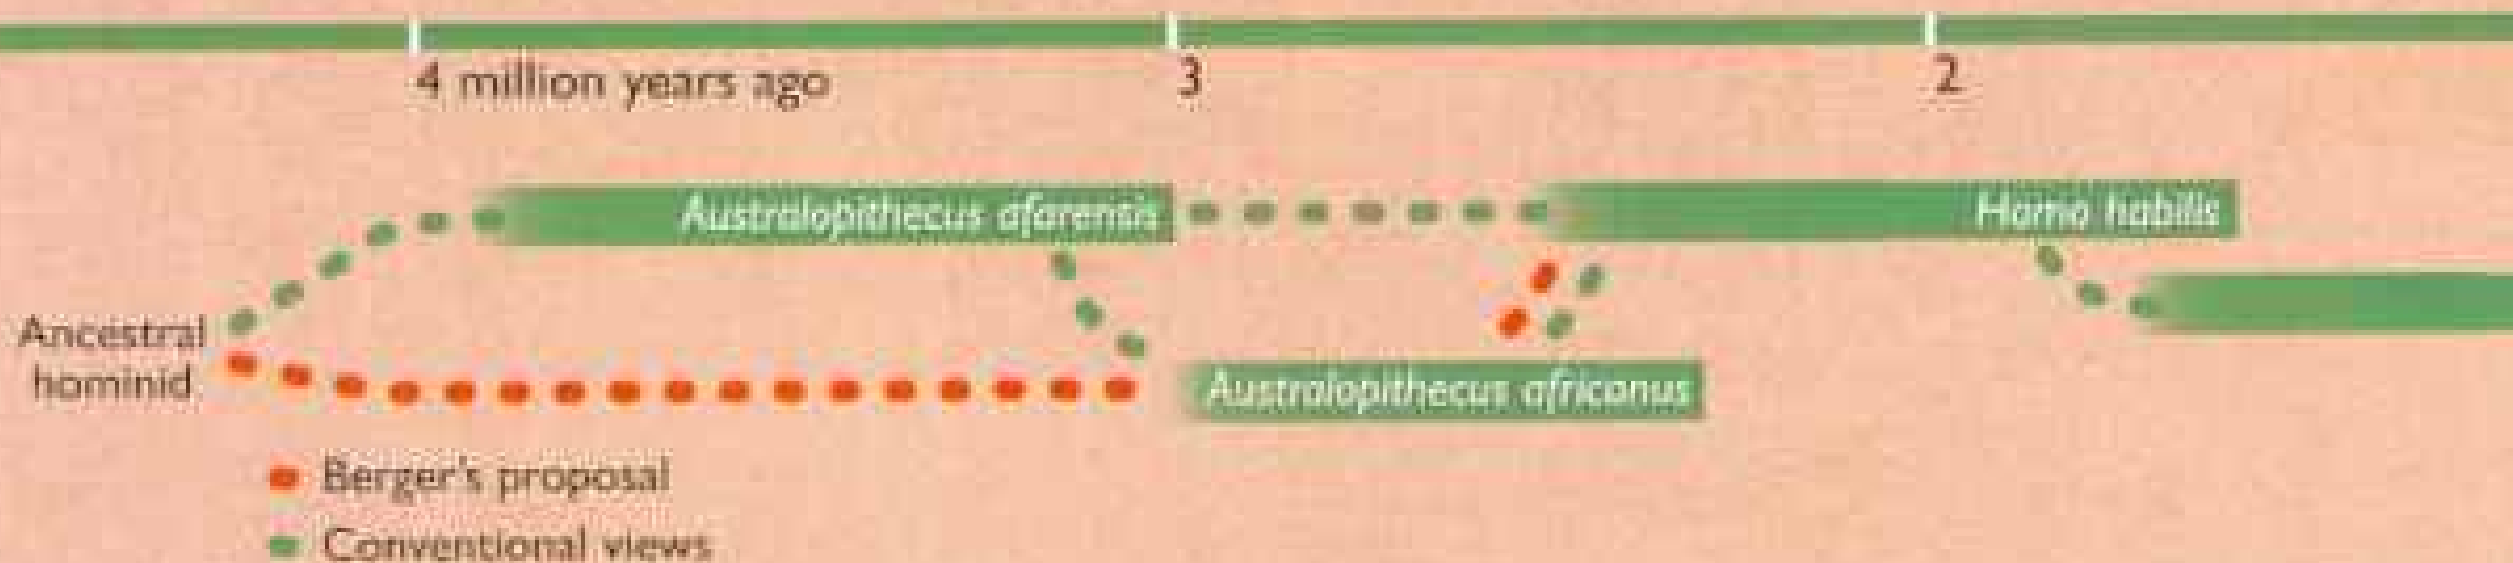 4 million years ago
3
2
Australopithecus afarensis
Homo habilis
Ancestral
hominid
Australopithecus africanus
Berger's proposal
Conventional views